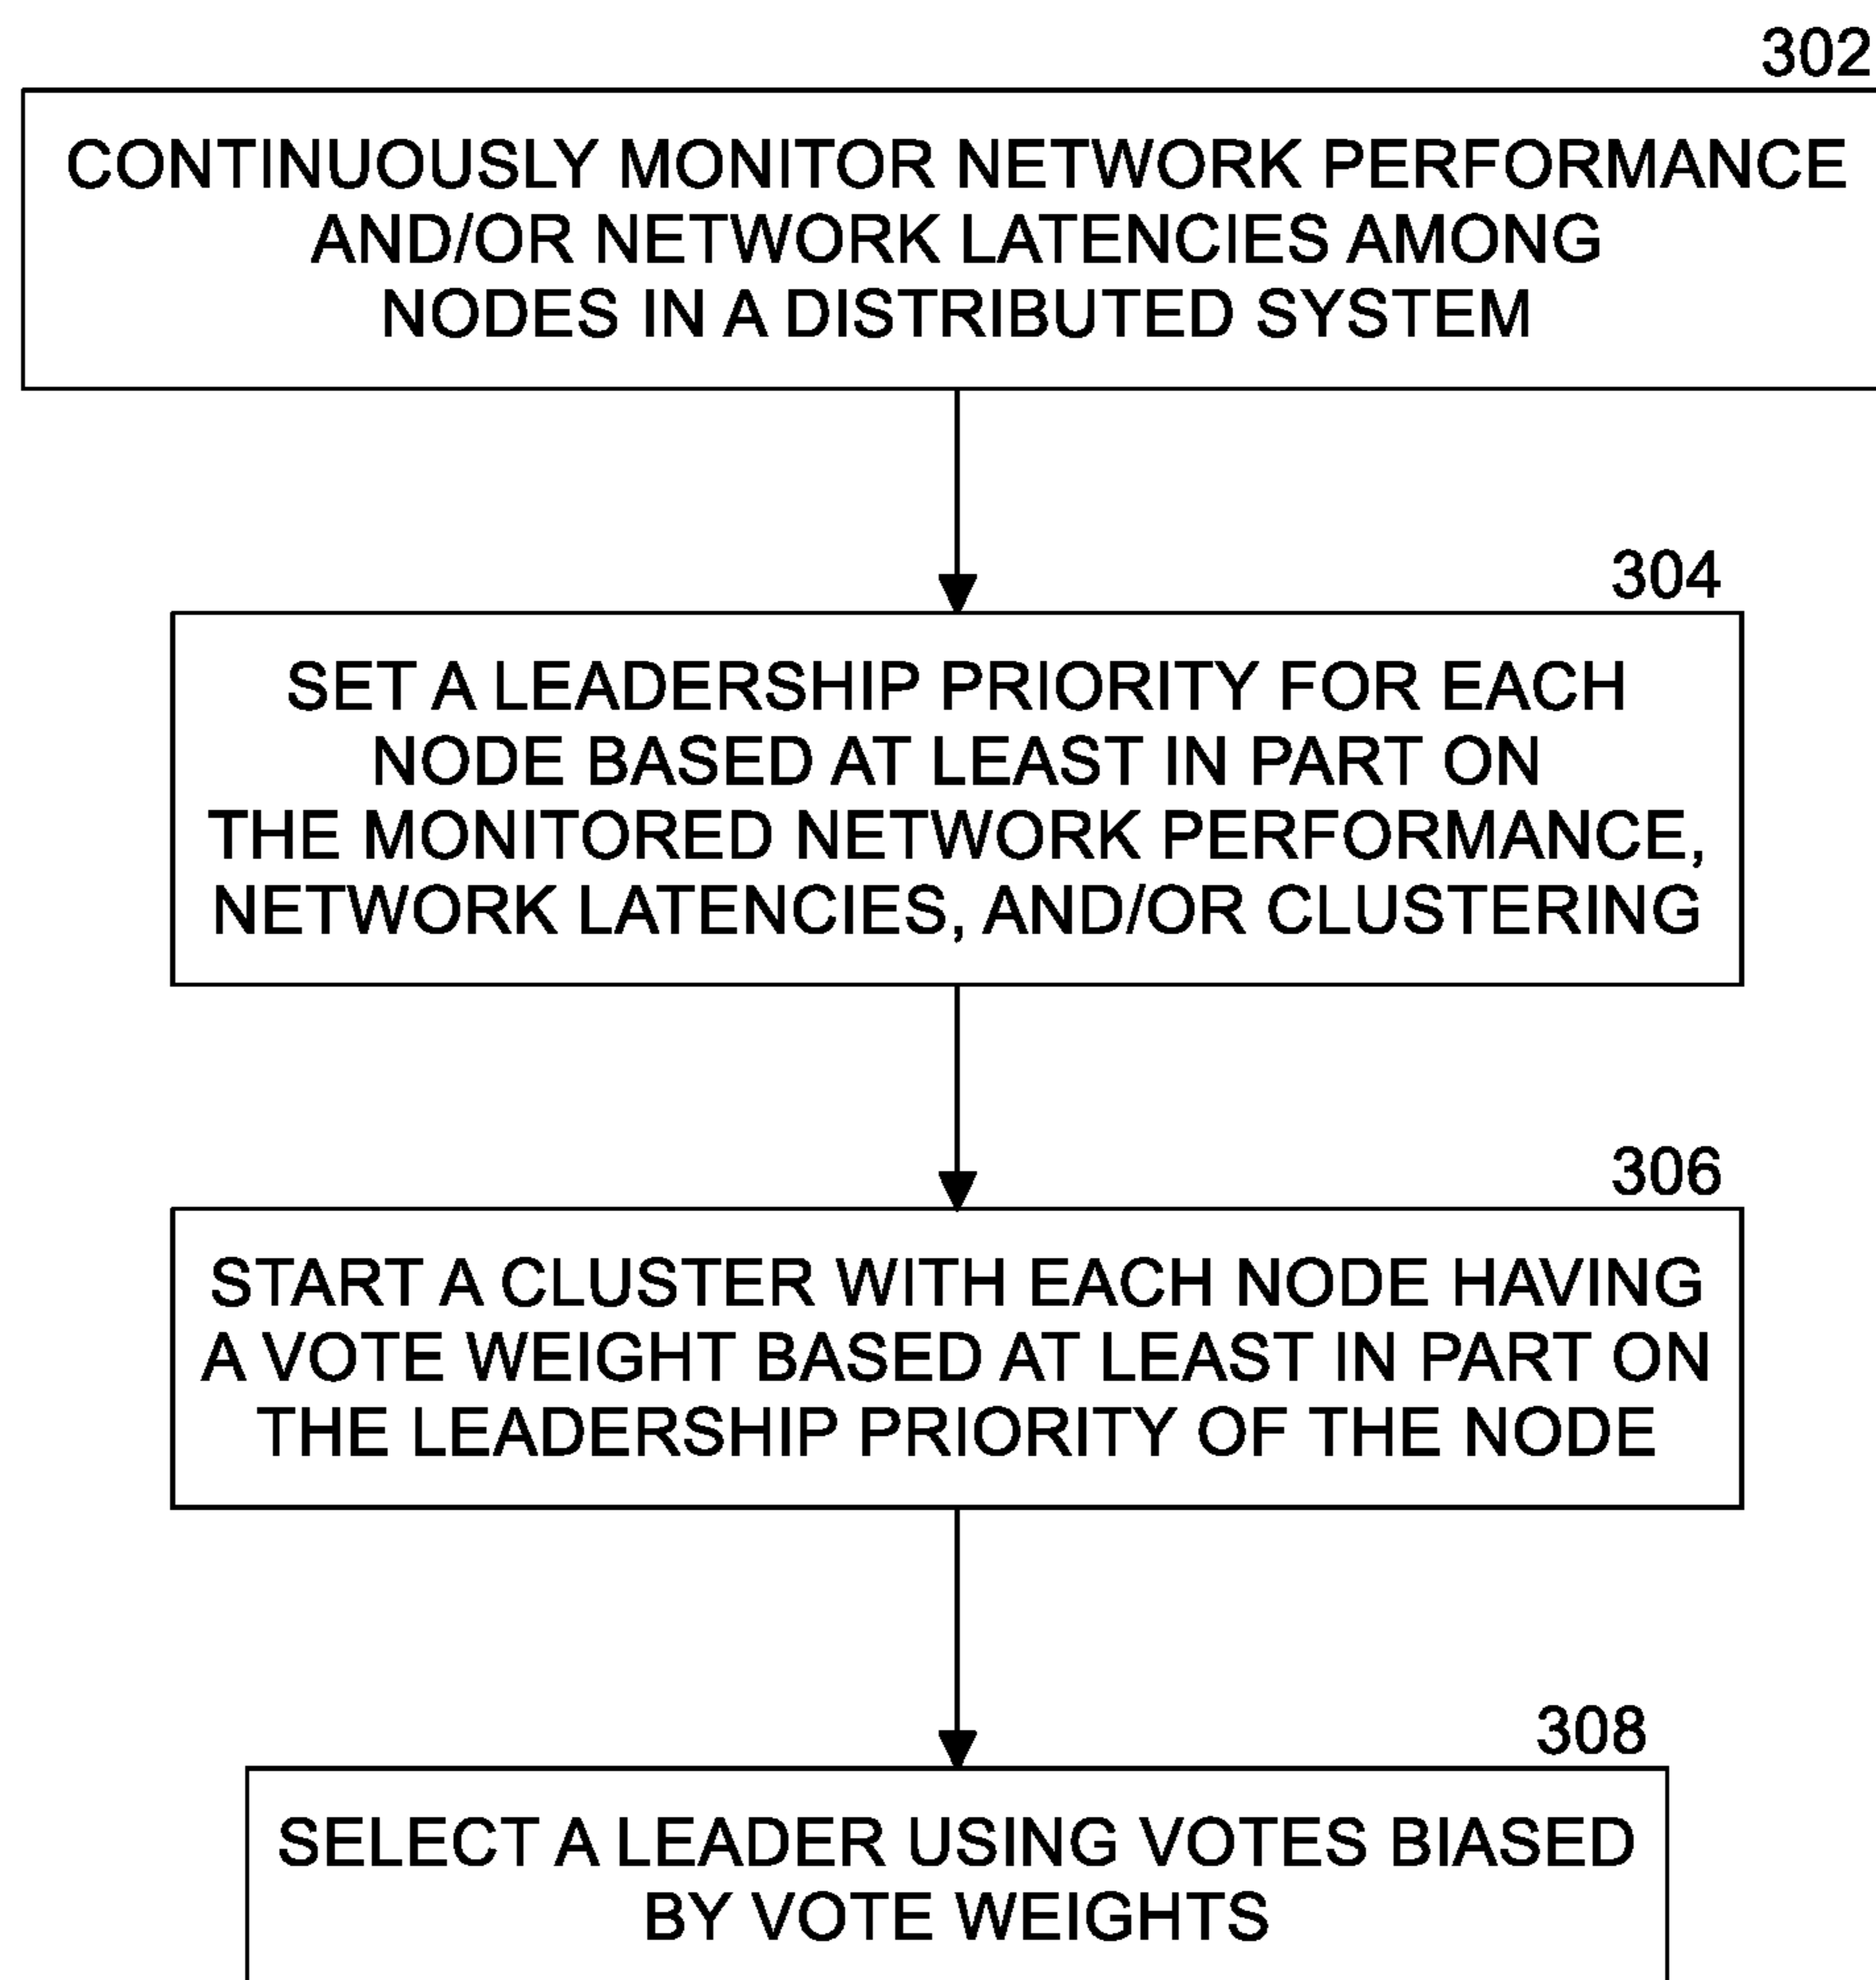 302
CONTINUOUSLY MONITOR NETWORK PERFORMANCE
AND/OR NETWORK LATENCIES AMONG
NODES IN A DISTRIBUTED SYSTEM
304
SET A LEADERSHIP PRIORITY FOR EACH
NODE BASED AT LEAST IN PART ON
THE MONITORED NETWORK PERFORMANCE,
NETWORK LATENCIES, AND/OR CLUSTERING
306
START A CLUSTER WITH EACH NODE HAVING
A VOTE WEIGHT BASED AT LEAST IN PART ON
THE LEADERSHIP PRIORITY OF THE NODE
308
SELECT A LEADER USING VOTES BIASED
BY VOTE WEIGHTS